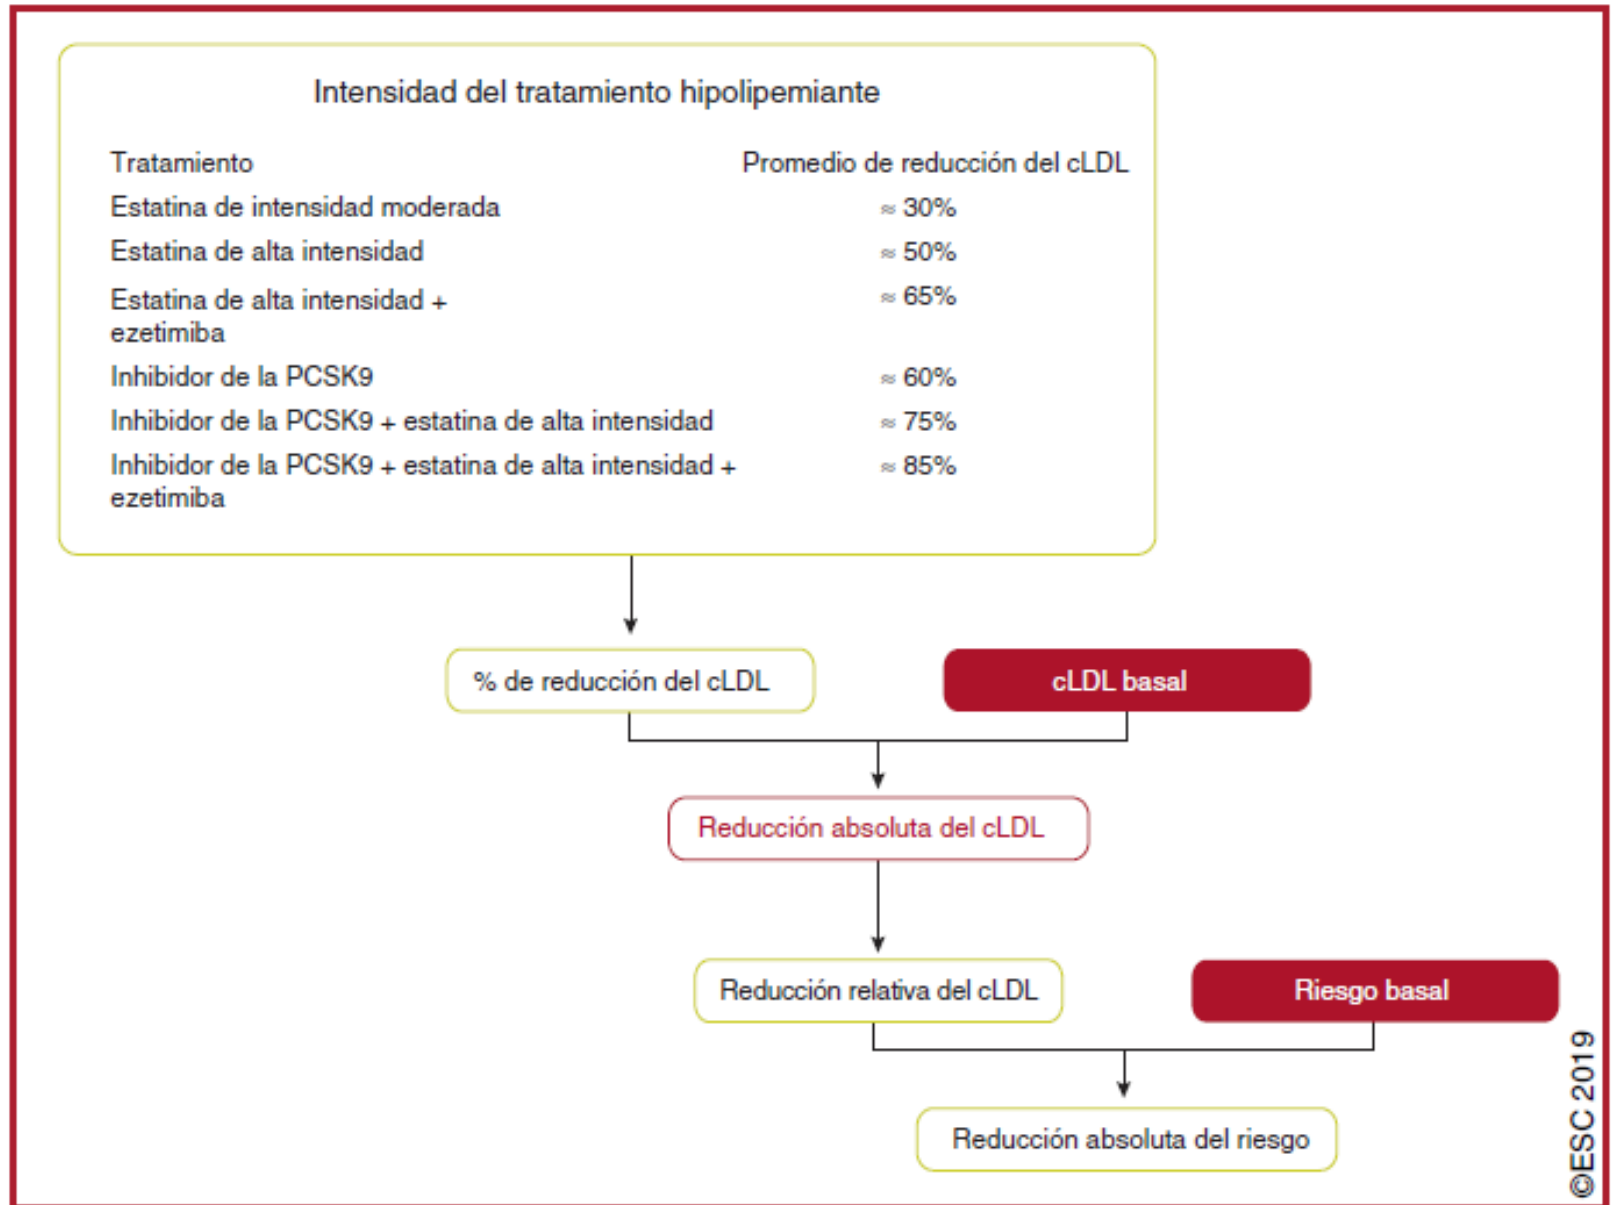 Intensidad del tratamiento hipolipemiante
Tratamiento Promedio de reducción del cLDL
Estatina de intensidad moderada ≈ 30%
Estatina de alta intensidad ≈ 50%
Estatina de alta intensidad + ≈ 65%
ezetimiba
Inhibidor de la PCSK9 ≈ 60%
Inhibidor de la PCSK9 + estatina de alta intensidad ≈ 75%
Inhibidor de la PCSK9 + estatina de alta intensidad + ≈ 85%
ezetimiba
% de reducción del cLDL
cLDL basal
Reducción absoluta del cLDL
Reducción relativa del cLDL
Riesgo basal
Reducción absoluta del riesgo
©ESC 2019